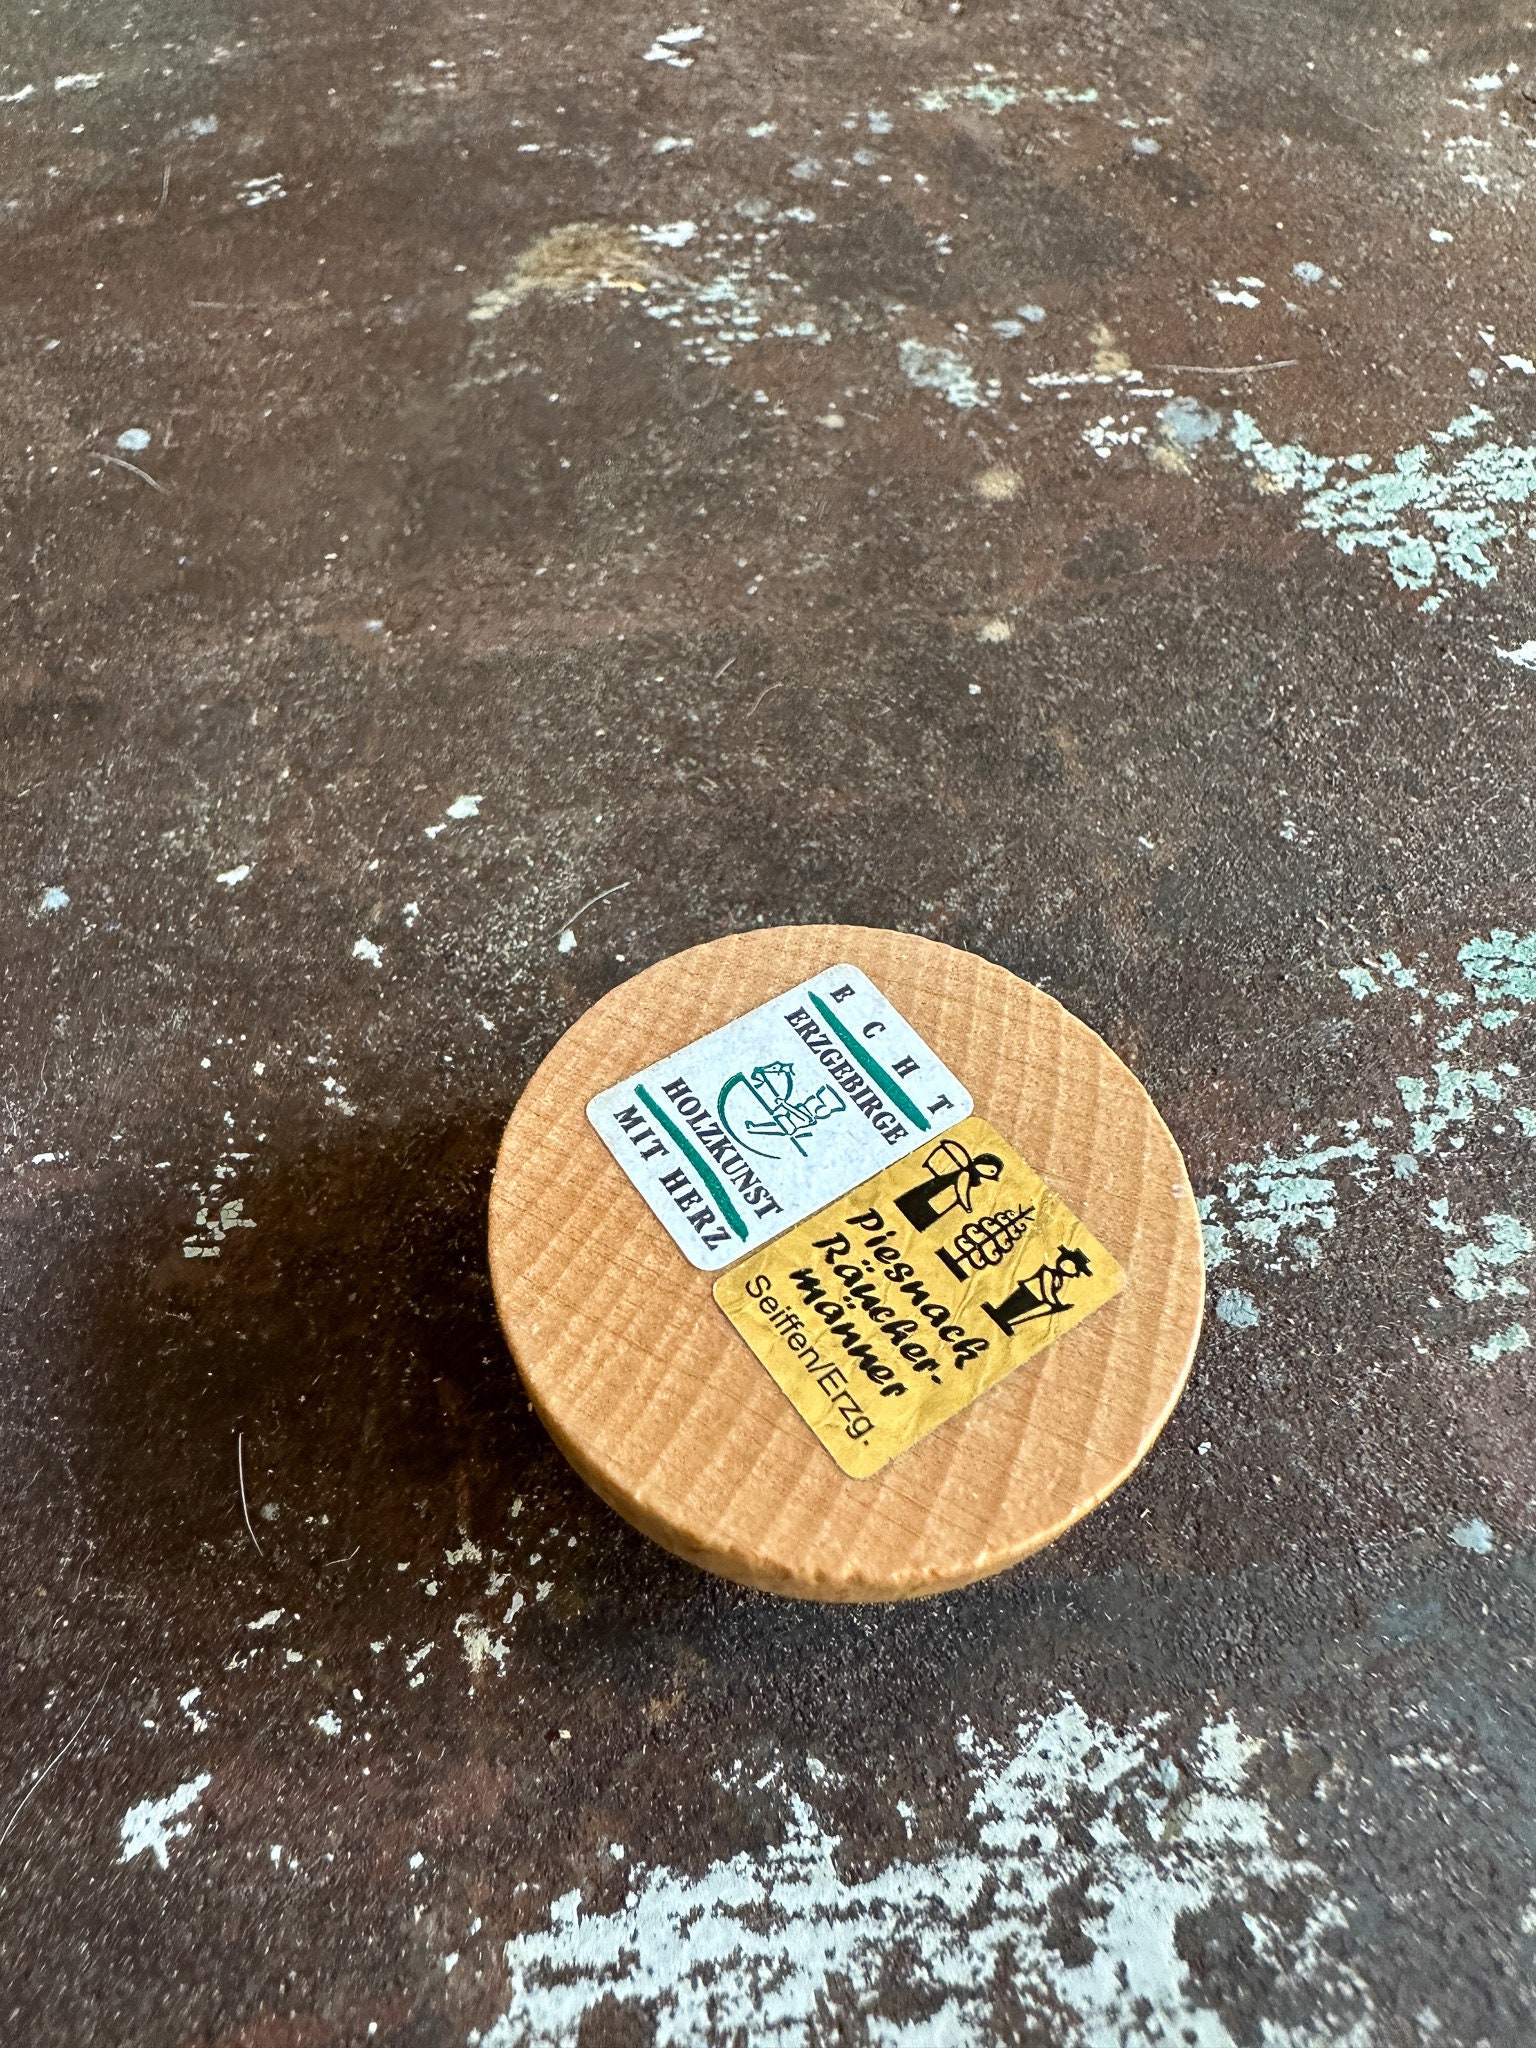 ECHT
ERZGEBIRGE
HOLZKUNST
MIT HERZ
Piesnack
Räucher-
männer
Seiffen/Erzg.